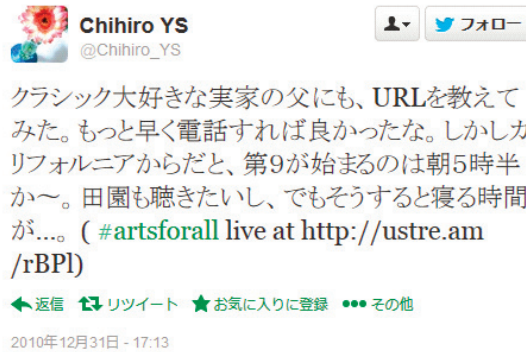 Chihiro YS
フォロー
@Chihiro_YS
クラシック大好きな実家の父にも、URLを教えて
みた。もっと早く電話すれば良かったな。しかしカ
リフォルニアからだと、第9が始まるのは朝5時半
か〜。田園も聴きたいし、でもそうすると寝る時間
が...。 ( #artsforall live at http://ustre.am
/rBPl)
返信 リツイート お気に入りに登録 その他
2010年12月31日 - 17:13